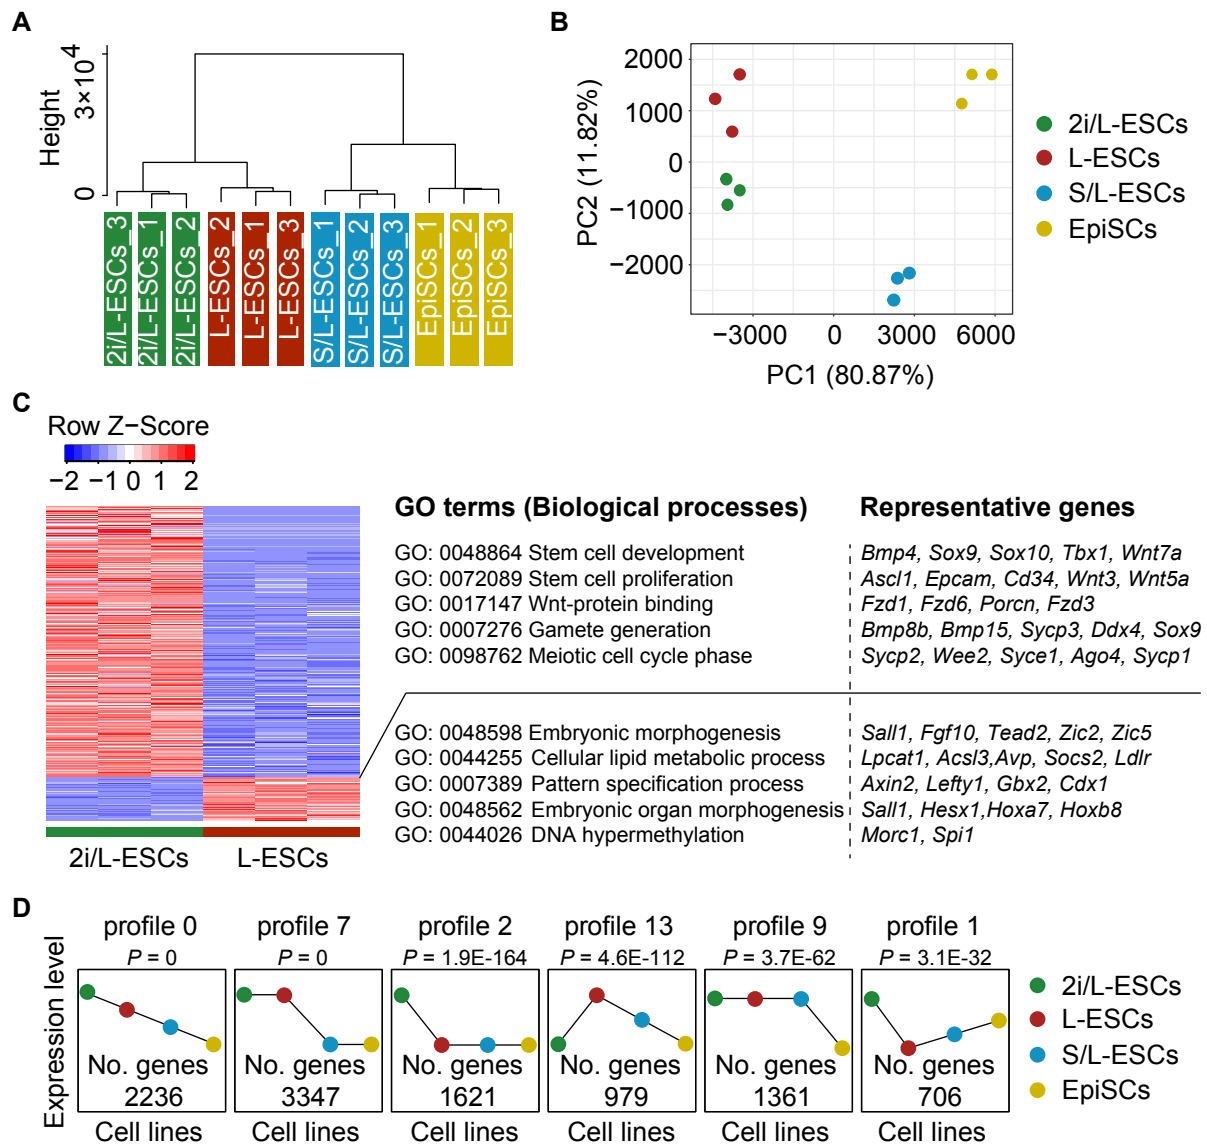 A
Height
0
3×10⁴
2i/L-ESCs_3
2i/L-ESCs_1
2i/L-ESCs_2
L-ESCs_2
L-ESCs_1
L-ESCs_3
S/L-ESCs_1
S/L-ESCs_2
S/L-ESCs_3
EpiSCs_1
EpiSCs_2
EpiSCs_3
B
PC2 (11.82%)
2000
1000
0
−1000
−2000
−3000 0 3000 6000
PC1 (80.87%)
2i/L-ESCs
L-ESCs
S/L-ESCs
EpiSCs
C
Row Z−Score
−2 −1 0 1 2
2i/L-ESCs L-ESCs
GO terms (Biological processes) Representative genes
GO: 0048864 Stem cell development Bmp4, Sox9, Sox10, Tbx1, Wnt7a
GO: 0072089 Stem cell proliferation Ascl1, Epcam, Cd34, Wnt3, Wnt5a
GO: 0017147 Wnt-protein binding Fzd1, Fzd6, Porcn, Fzd3
GO: 0007276 Gamete generation Bmp8b, Bmp15, Sycp3, Ddx4, Sox9
GO: 0098762 Meiotic cell cycle phase Sycp2, Wee2, Syce1, Ago4, Sycp1
GO: 0048598 Embryonic morphogenesis Sall1, Fgf10, Tead2, Zic2, Zic5
GO: 0044255 Cellular lipid metabolic process Lpcat1, Acsl3,Avp, Socs2, Ldlr
GO: 0007389 Pattern specification process Axin2, Lefty1, Gbx2, Cdx1
GO: 0048562 Embryonic organ morphogenesis Sall1, Hesx1,Hoxa7, Hoxb8
GO: 0044026 DNA hypermethylation Morc1, Spi1
D
Expression level
profile 0
P = 0
No. genes
2236
Cell lines
profile 7
P = 0
No. genes
3347
Cell lines
profile 2
P = 1.9E-164
No. genes
1621
Cell lines
profile 13
P = 4.6E-112
No. genes
979
Cell lines
profile 9
P = 3.7E-62
No. genes
1361
Cell lines
profile 1
P = 3.1E-32
No. genes
706
Cell lines
2i/L-ESCs
L-ESCs
S/L-ESCs
EpiSCs